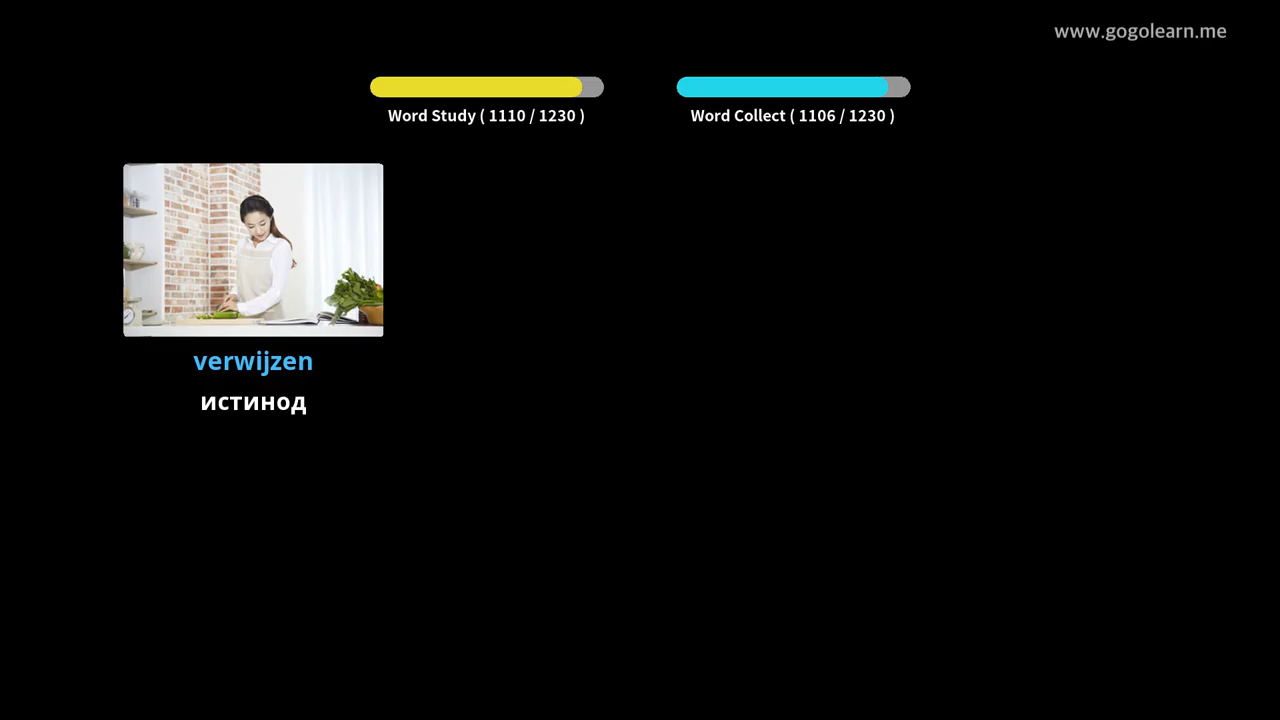 www.gogolearn.me
Word Study ( 1110 / 1230 )
Word Collect ( 1106 / 1230 )
verwijzen
истинод